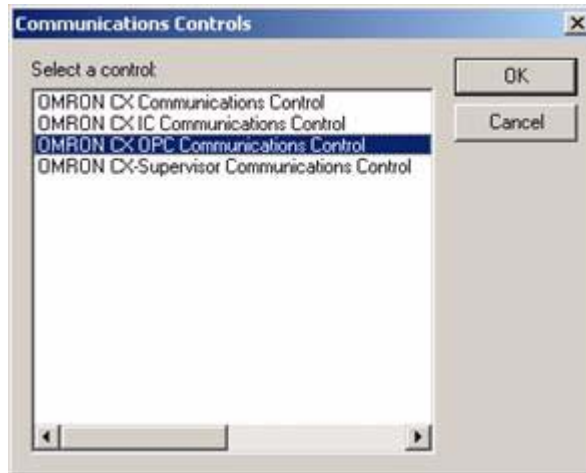 Communications Controls
Select a control:
OK
OMRON CX Communications Control
OMRON CX IC Communications Control
OMRON CX OPC Communications Control
OMRON CX-Supervisor Communications Control
Cancel